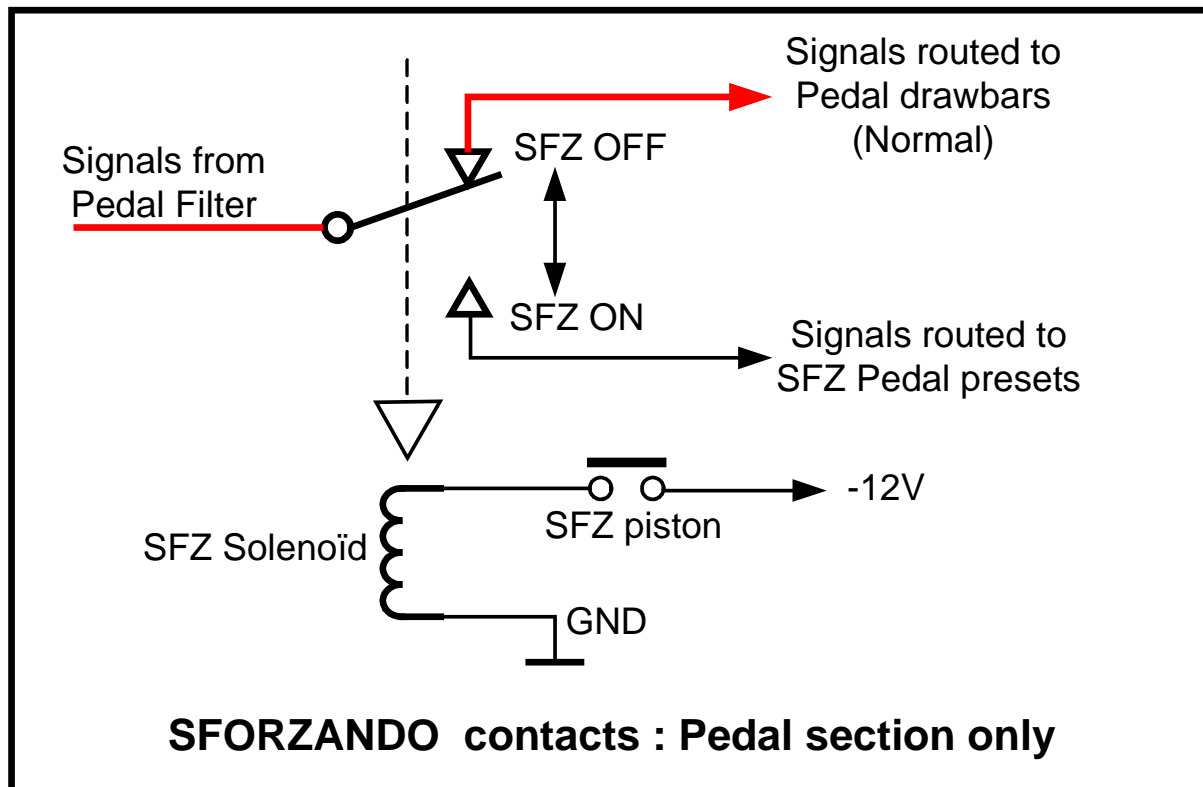 Signals routed to
Pedal drawbars
(Normal)
SFZ OFF
Signals from
Pedal Filter
SFZ ON
Signals routed to
SFZ Pedal presets
-12V
SFZ piston
SFZ Solenoïd
GND
SFORZANDO contacts : Pedal section only